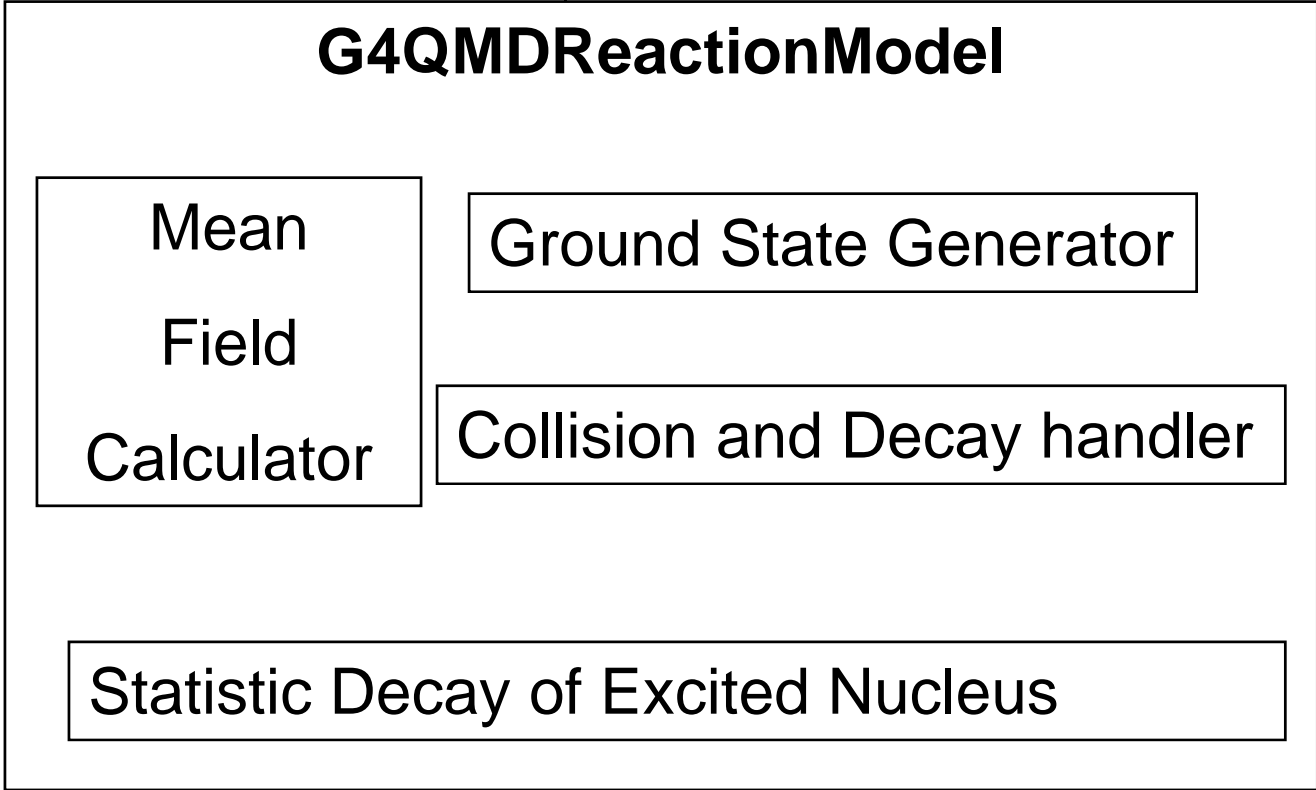 G4QMDReactionModel
Mean
Field
Calculator
Ground State Generator
Collision and Decay handler
Statistic Decay of Excited Nucleus